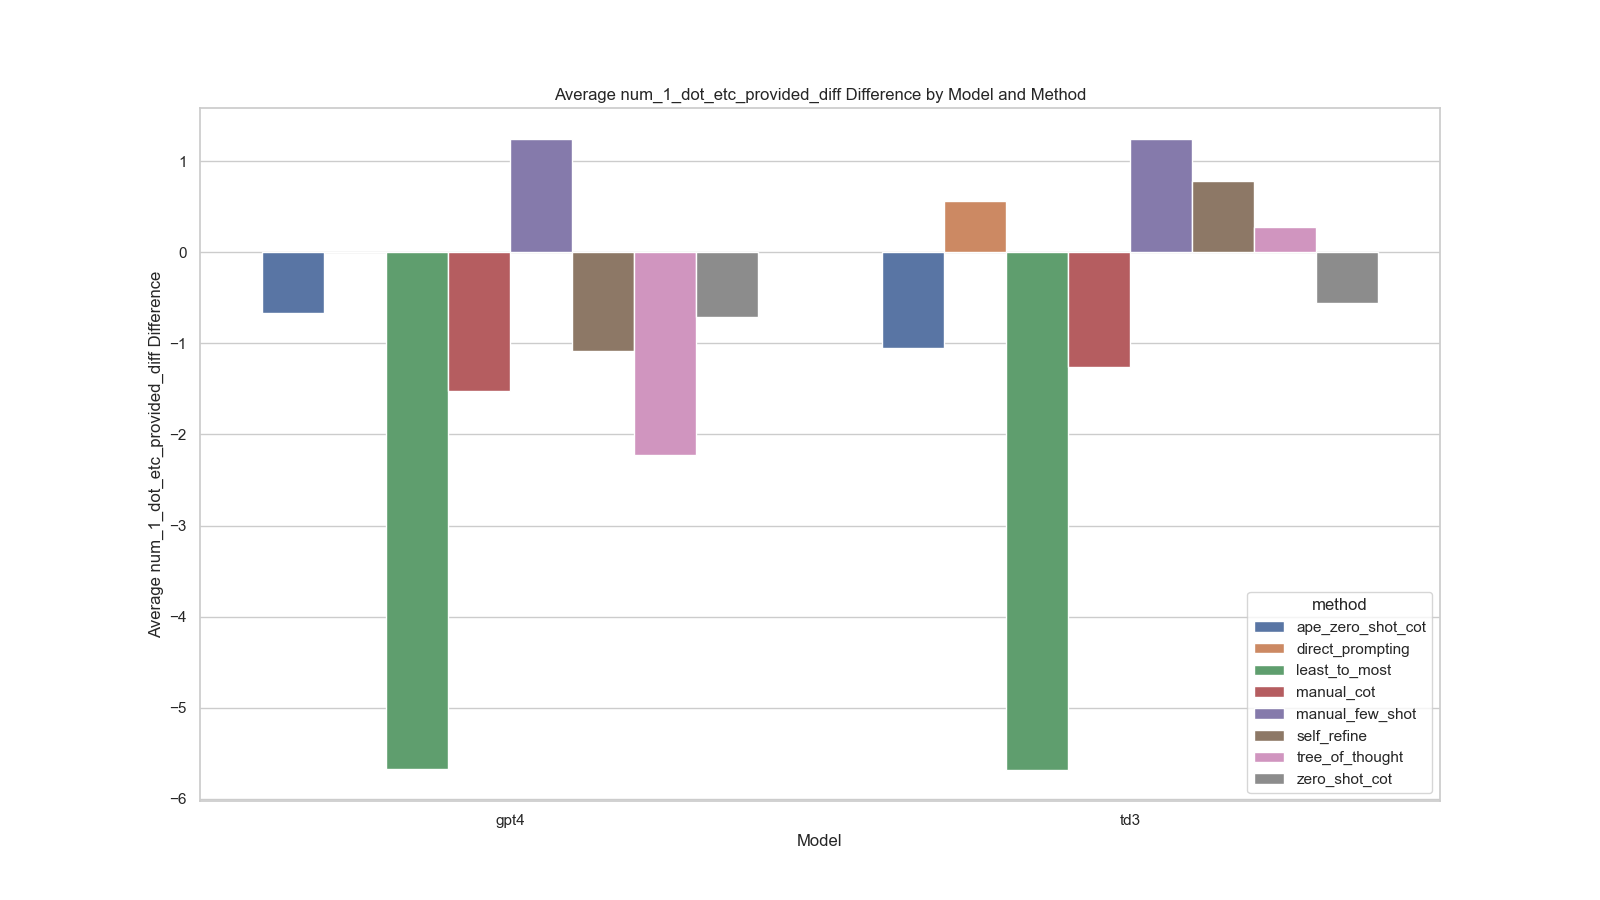 Average num_1_dot_etc_provided_diff Difference by Model and Method
Average num_1_dot_etc_provided_diff Difference
1
0
−1
−2
−3
−4
−5
−6
gpt4
td3
Model
method
ape_zero_shot_cot
direct_prompting
least_to_most
manual_cot
manual_few_shot
self_refine
tree_of_thought
zero_shot_cot